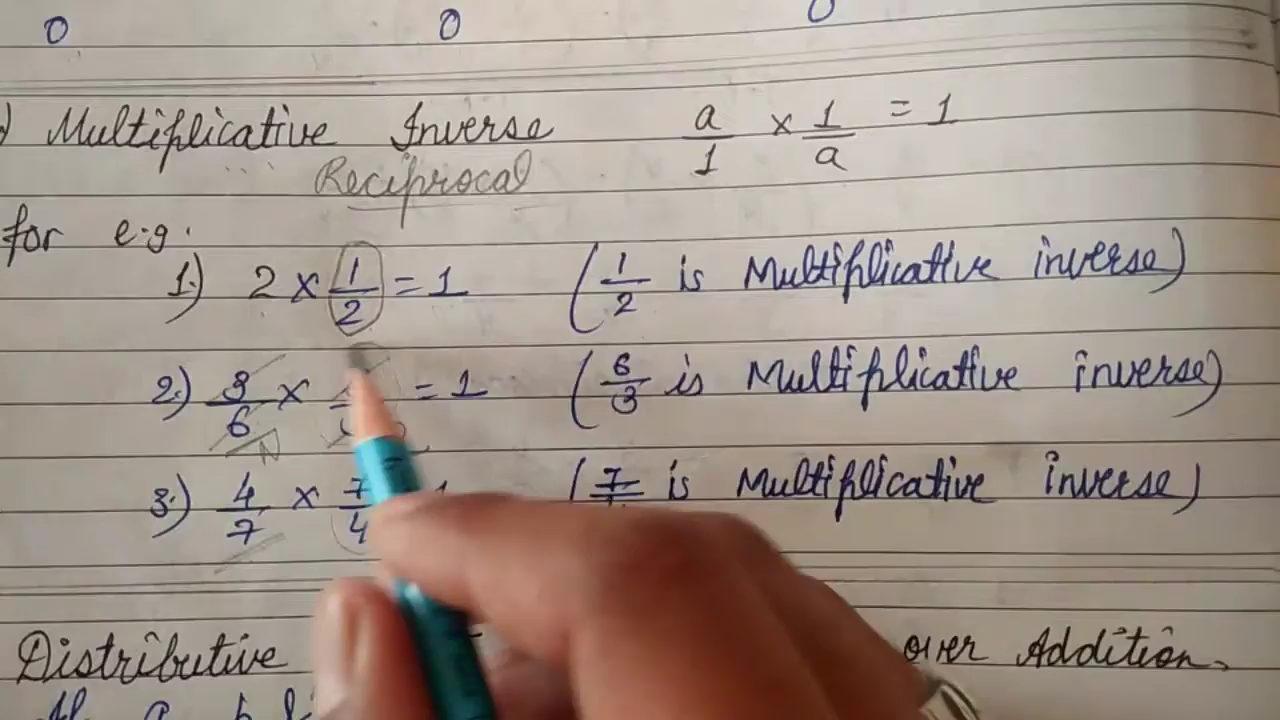 0 0 0
) Multiplicative Inverse a/1 × 1/a = 1
Reciprocal
for e.g.
1.) 2 × 1/2 = 1 (1/2 is Multiplicative inverse)
2.) 3/6 × = 1 (6/3 is Multiplicative inverse)
3.) 4/7 × 7/4 1 (7/ is Multiplicative inverse)
Distributive over Addition.